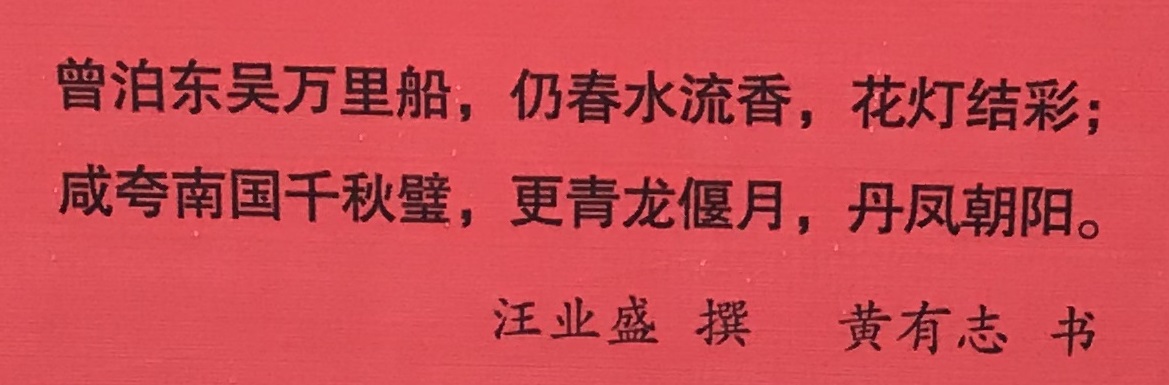 曾泊东吴万里船，仍春水流香，花灯结彩；
咸夸南国千秋璧，更青龙偃月，丹凤朝阳。
汪业盛 撰 黄有志 书